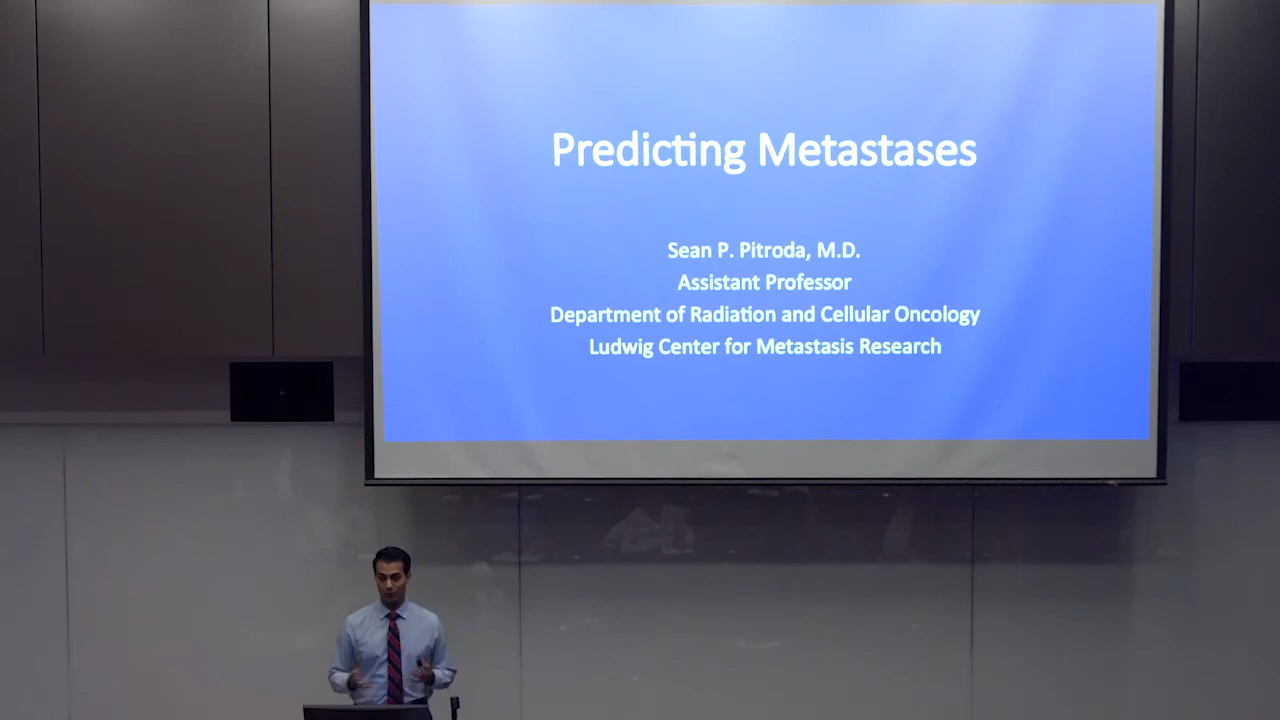 Predicting Metastases
Sean P. Pitroda, M.D.
Assistant Professor
Department of Radiation and Cellular Oncology
Ludwig Center for Metastasis Research